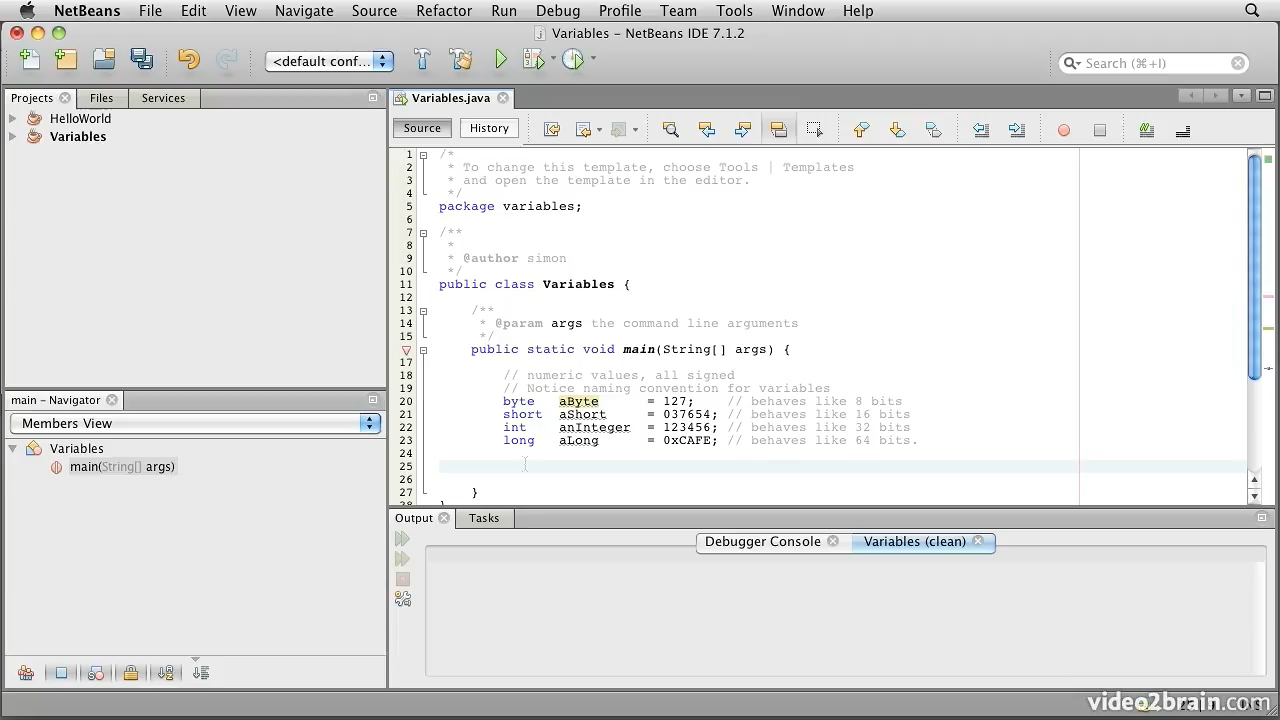 NetBeans File Edit View Navigate Source Refactor Run Debug Profile Team Tools Window Help
Variables – NetBeans IDE 7.1.2
<default conf...
Search (⌘+I)
Projects Files Services
HelloWorld
Variables
main - Navigator
Members View
Variables
main(String[] args)
Variables.java
Source History
1 /*
2 * To change this template, choose Tools | Templates
3 * and open the template in the editor.
4 */
5 package variables;
6
7 /**
8 *
9 * @author simon
10 */
11 public class Variables {
12
13 /**
14 * @param args the command line arguments
15 */
public static void main(String[] args) {
17
18 // numeric values, all signed
19 // Notice naming convention for variables
20 byte aByte = 127; // behaves like 8 bits
21 short aShort = 037654; // behaves like 16 bits
22 int anInteger = 123456; // behaves like 32 bits
23 long aLong = 0xCAFE; // behaves like 64 bits.
24
25
26
27 }
28 }
Output Tasks
Debugger Console Variables (clean)
video2brain.com